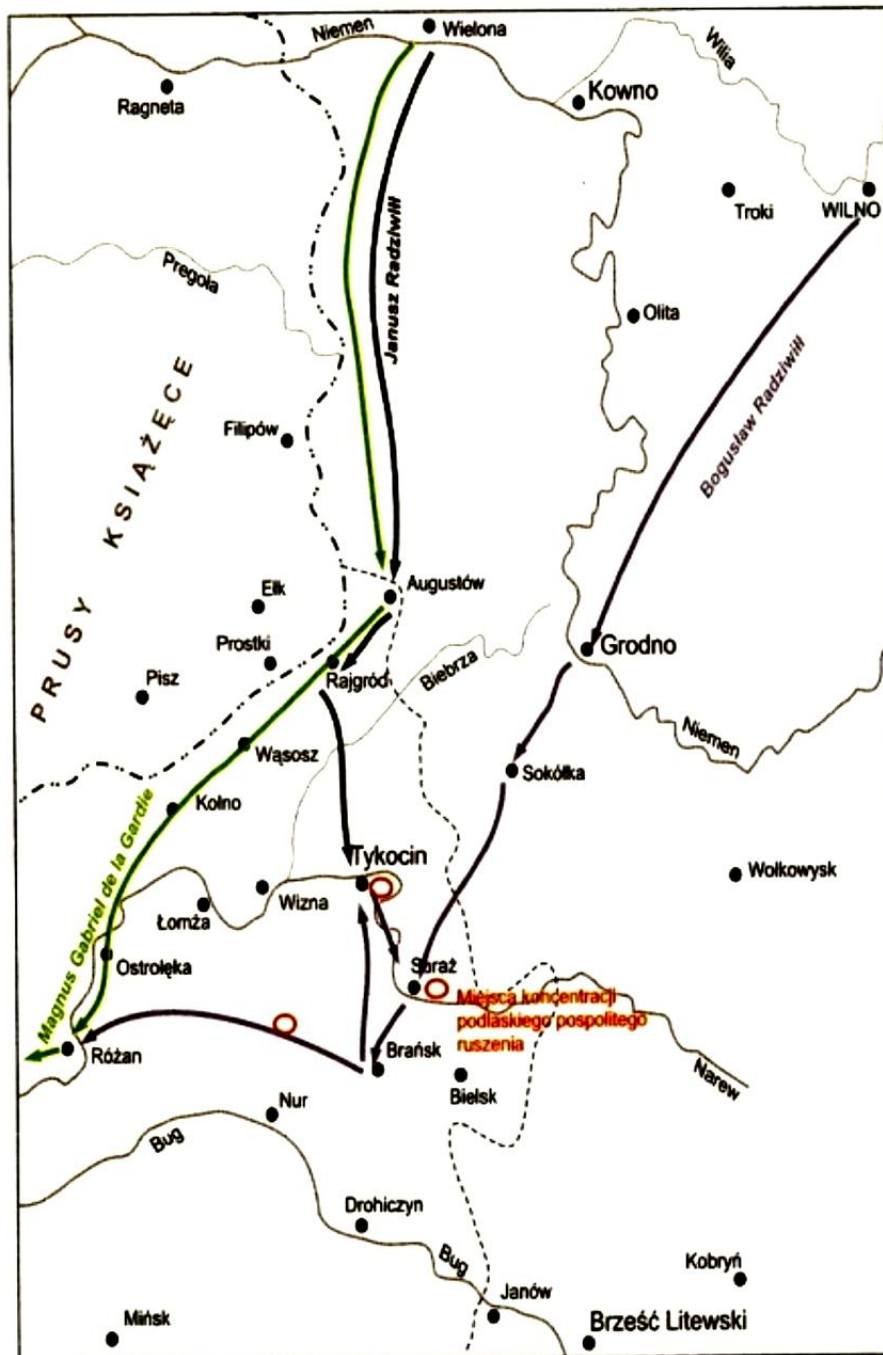 Niemen
Wielona
Wilia
Ragneta
Kowno
Troki
WILNO
Pregoła
Janusz Radziwiłł
Olita
Bogusław Radziwiłł
Filipów
PRUSY KSIĄŻĘCE
Augustów
Ełk
Prostki
Rajgród
Biebrza
Grodno
Pisz
Niemen
Wąsosz
Sokółka
Kolno
Magnus Gabriel de la Gardie
Tykocin
Wizna
Wołkowysk
Łomża
Ostrołęka
Suraż
Miejsca koncentracji
podlaskiego pospolitego
ruszenia
Różan
Brańsk
Bielsk
Narew
Nur
Bug
Drohiczyn
Bug
Kobryń
Janów
Mińsk
Brześć Litewski